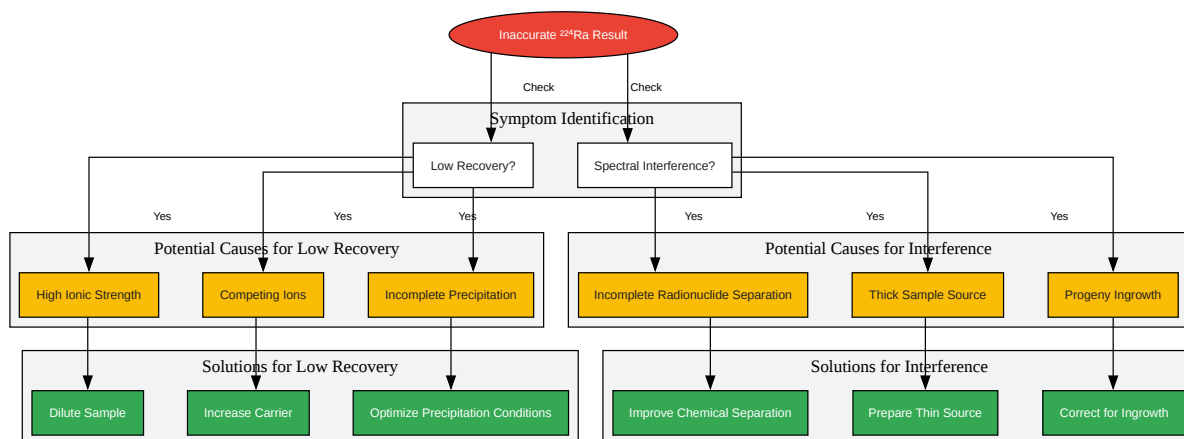 Inaccurate ²²⁴Ra Result
Check
Check
Symptom Identification
Low Recovery?
Spectral Interference?
Yes
Yes
Yes
Yes
Yes
Yes
Potential Causes for Low Recovery
Potential Causes for Interference
High Ionic Strength
Competing Ions
Incomplete Precipitation
Incomplete Radionuclide Separation
Thick Sample Source
Progeny Ingrowth
Solutions for Low Recovery
Solutions for Interference
Dilute Sample
Increase Carrier
Optimize Precipitation Conditions
Improve Chemical Separation
Prepare Thin Source
Correct for Ingrowth